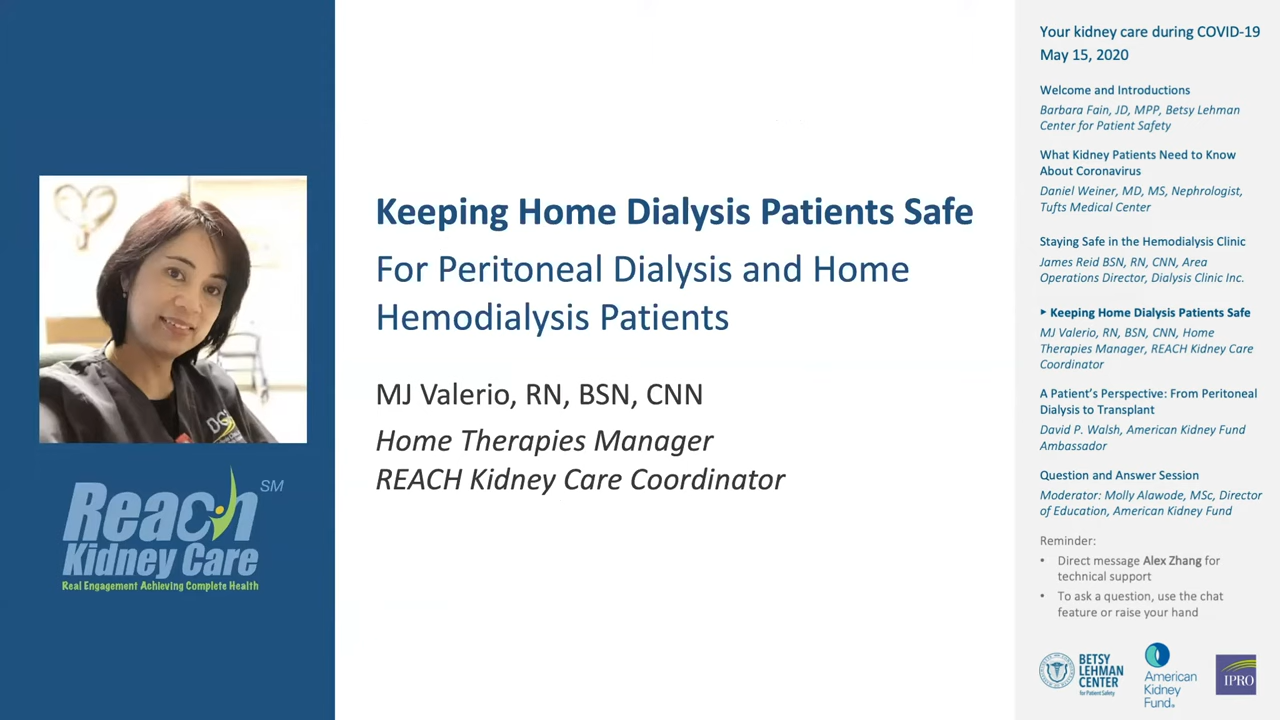 Keeping Home Dialysis Patients Safe
For Peritoneal Dialysis and Home
Hemodialysis Patients
MJ Valerio, RN, BSN, CNN
Home Therapies Manager
REACH Kidney Care Coordinator
Reach SM
Kidney Care
Real Engagement Achieving Complete Health
Your kidney care during COVID-19
May 15, 2020
Welcome and Introductions
Barbara Fain, JD, MPP, Betsy Lehman
Center for Patient Safety
What Kidney Patients Need to Know
About Coronavirus
Daniel Weiner, MD, MS, Nephrologist,
Tufts Medical Center
Staying Safe in the Hemodialysis Clinic
James Reid BSN, RN, CNN, Area
Operations Director, Dialysis Clinic Inc.
▸ Keeping Home Dialysis Patients Safe
MJ Valerio, RN, BSN, CNN, Home
Therapies Manager, REACH Kidney Care
Coordinator
A Patient's Perspective: From Peritoneal
Dialysis to Transplant
David P. Walsh, American Kidney Fund
Ambassador
Question and Answer Session
Moderator: Molly Alawode, MSc, Director
of Education, American Kidney Fund
Reminder:
• Direct message Alex Zhang for
technical support
• To ask a question, use the chat
feature or raise your hand
BETSY
LEHMAN
CENTER
for Patient Safety
American
Kidney
Fund®
IPRO